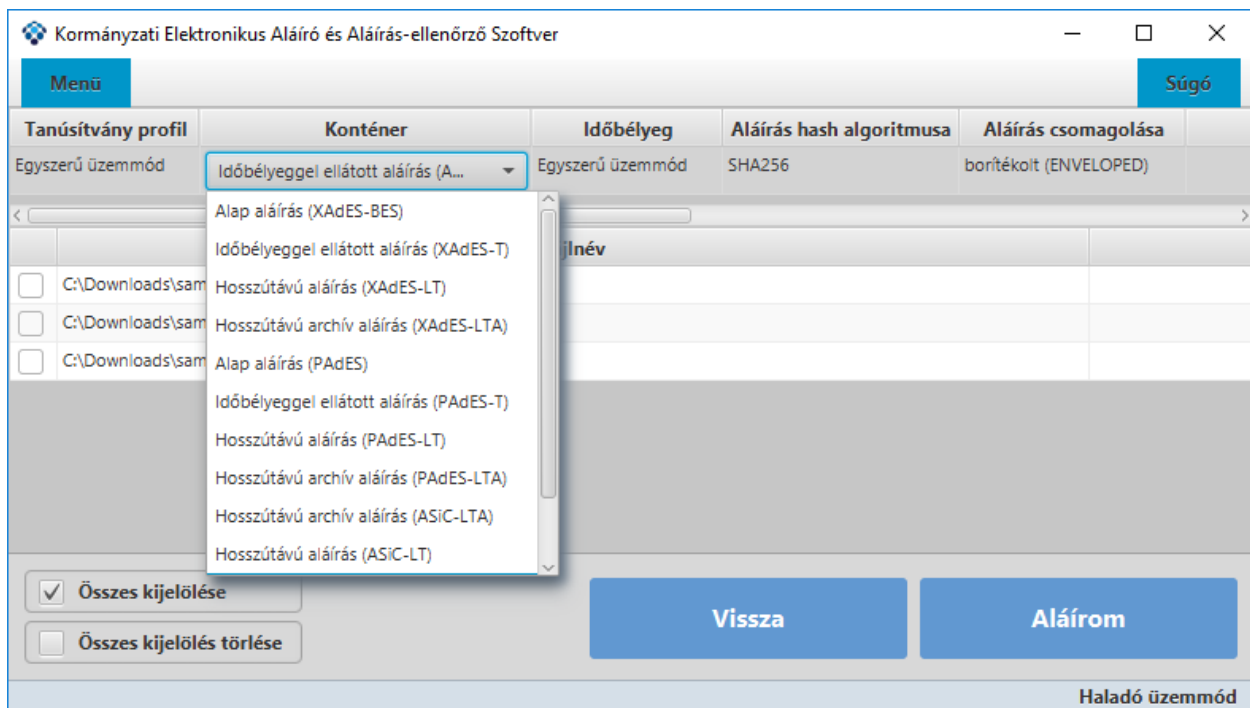 Kormányzati Elektronikus Aláíró és Aláírás-ellenőrző Szoftver
Menü
Súgó
Tanúsítvány profil Konténer Időbélyeg Aláírás hash algoritmusa Aláírás csomagolása
Egyszerű üzemmód Időbélyeggel ellátott aláírás (A... Egyszerű üzemmód SHA256 borítékolt (ENVELOPED)
Alap aláírás (XAdES-BES)
Időbélyeggel ellátott aláírás (XAdES-T) jlnév
C:\Downloads\sam Hosszútávú aláírás (XAdES-LT)
C:\Downloads\sam Hosszútávú archív aláírás (XAdES-LTA)
C:\Downloads\sam Alap aláírás (PAdES)
Időbélyeggel ellátott aláírás (PAdES-T)
Hosszútávú aláírás (PAdES-LT)
Hosszútávú archív aláírás (PAdES-LTA)
Hosszútávú archív aláírás (ASiC-LTA)
Hosszútávú aláírás (ASiC-LT)
Összes kijelölése
Összes kijelölés törlése
Vissza Aláírom
Haladó üzemmód